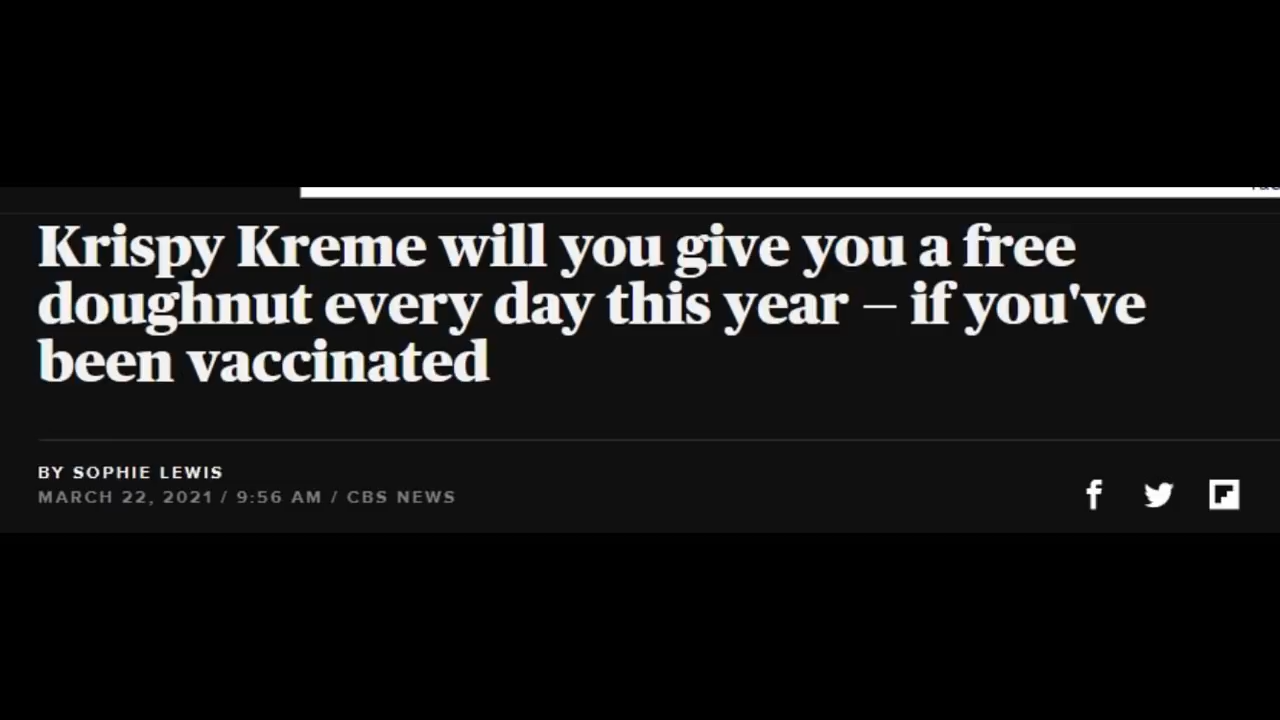 Krispy Kreme will you give you a free
doughnut every day this year — if you've
been vaccinated
BY SOPHIE LEWIS
MARCH 22, 2021 / 9:56 AM / CBS NEWS